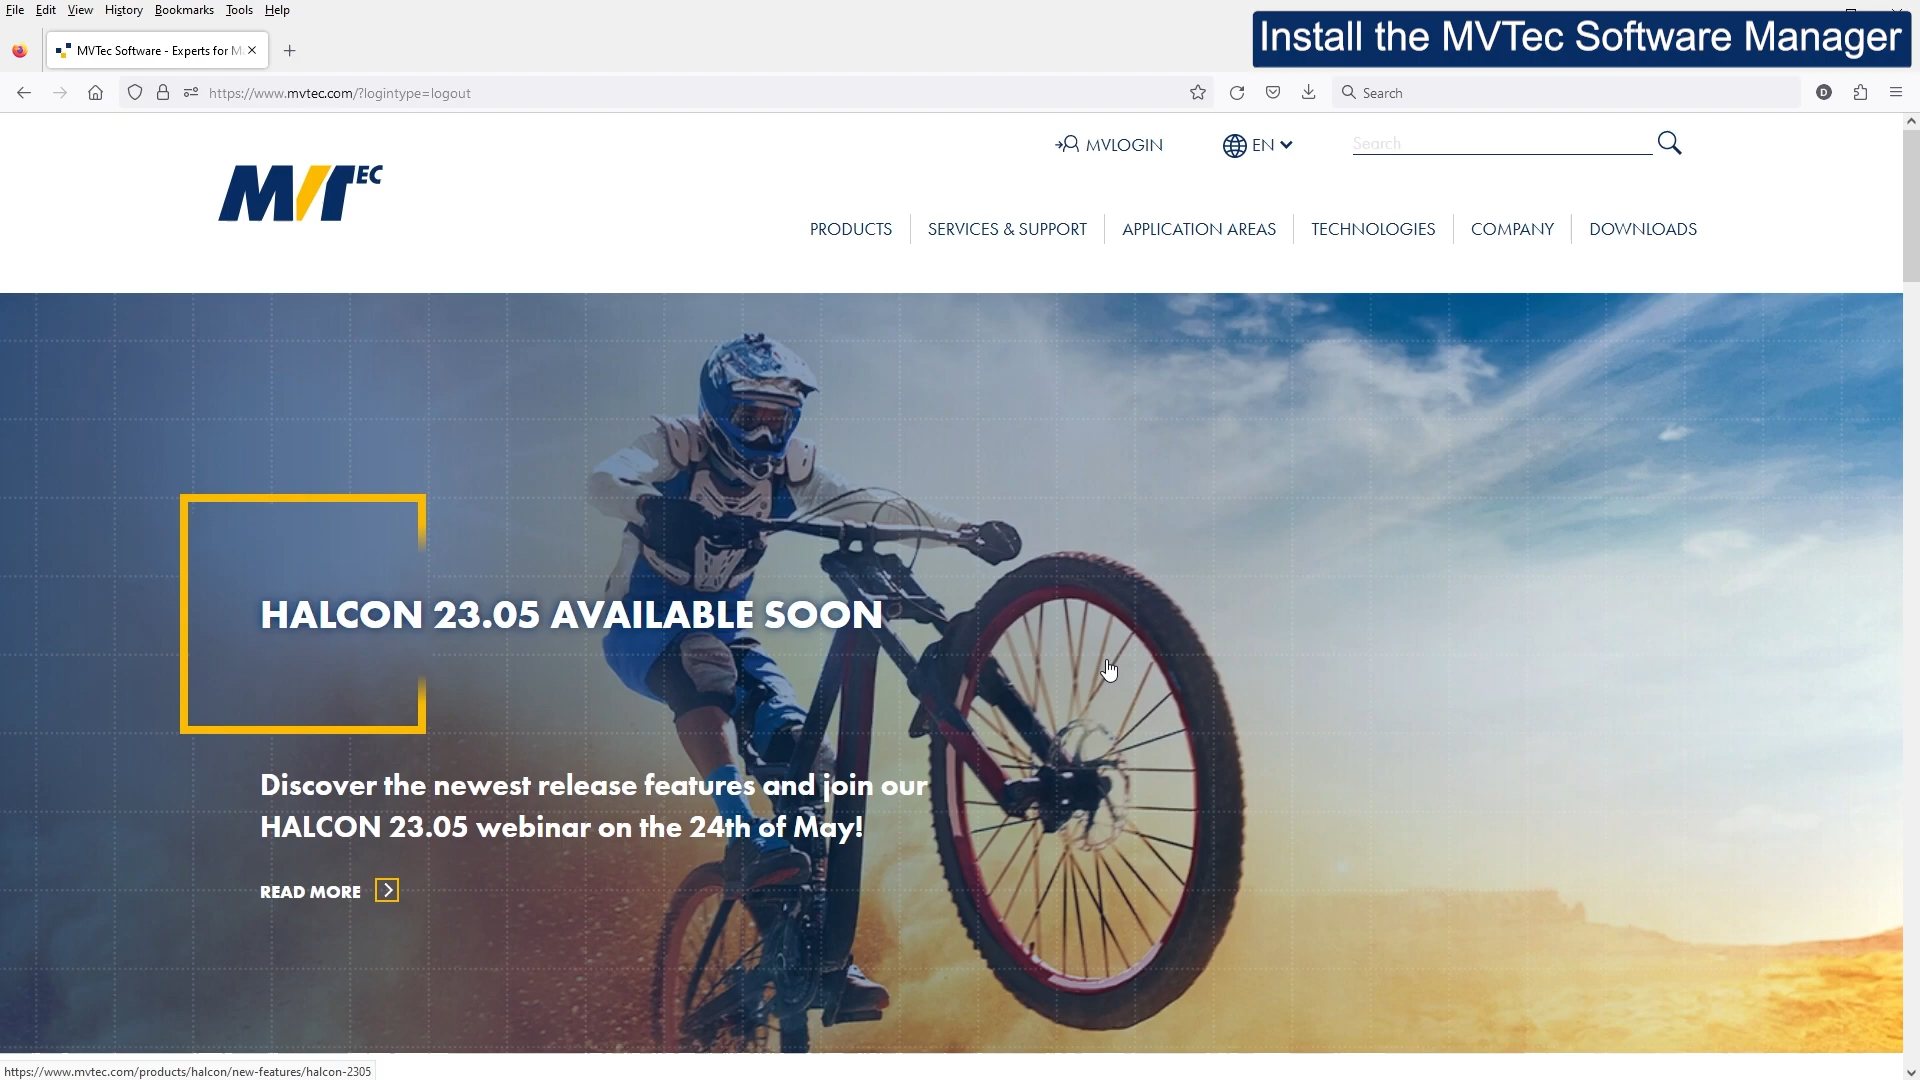 File Edit View History Bookmarks Tools Help
Install the MVTec Software Manager
MVTec Software - Experts for M
https://www.mvtec.com/?logintype=logout
Search
D
MVLOGIN
EN
Search
MVTEC
PRODUCTS
SERVICES & SUPPORT
APPLICATION AREAS
TECHNOLOGIES
COMPANY
DOWNLOADS
HALCON 23.05 AVAILABLE SOON
Discover the newest release features and join our
HALCON 23.05 webinar on the 24th of May!
READ MORE
https://www.mvtec.com/products/halcon/new-features/halcon-2305